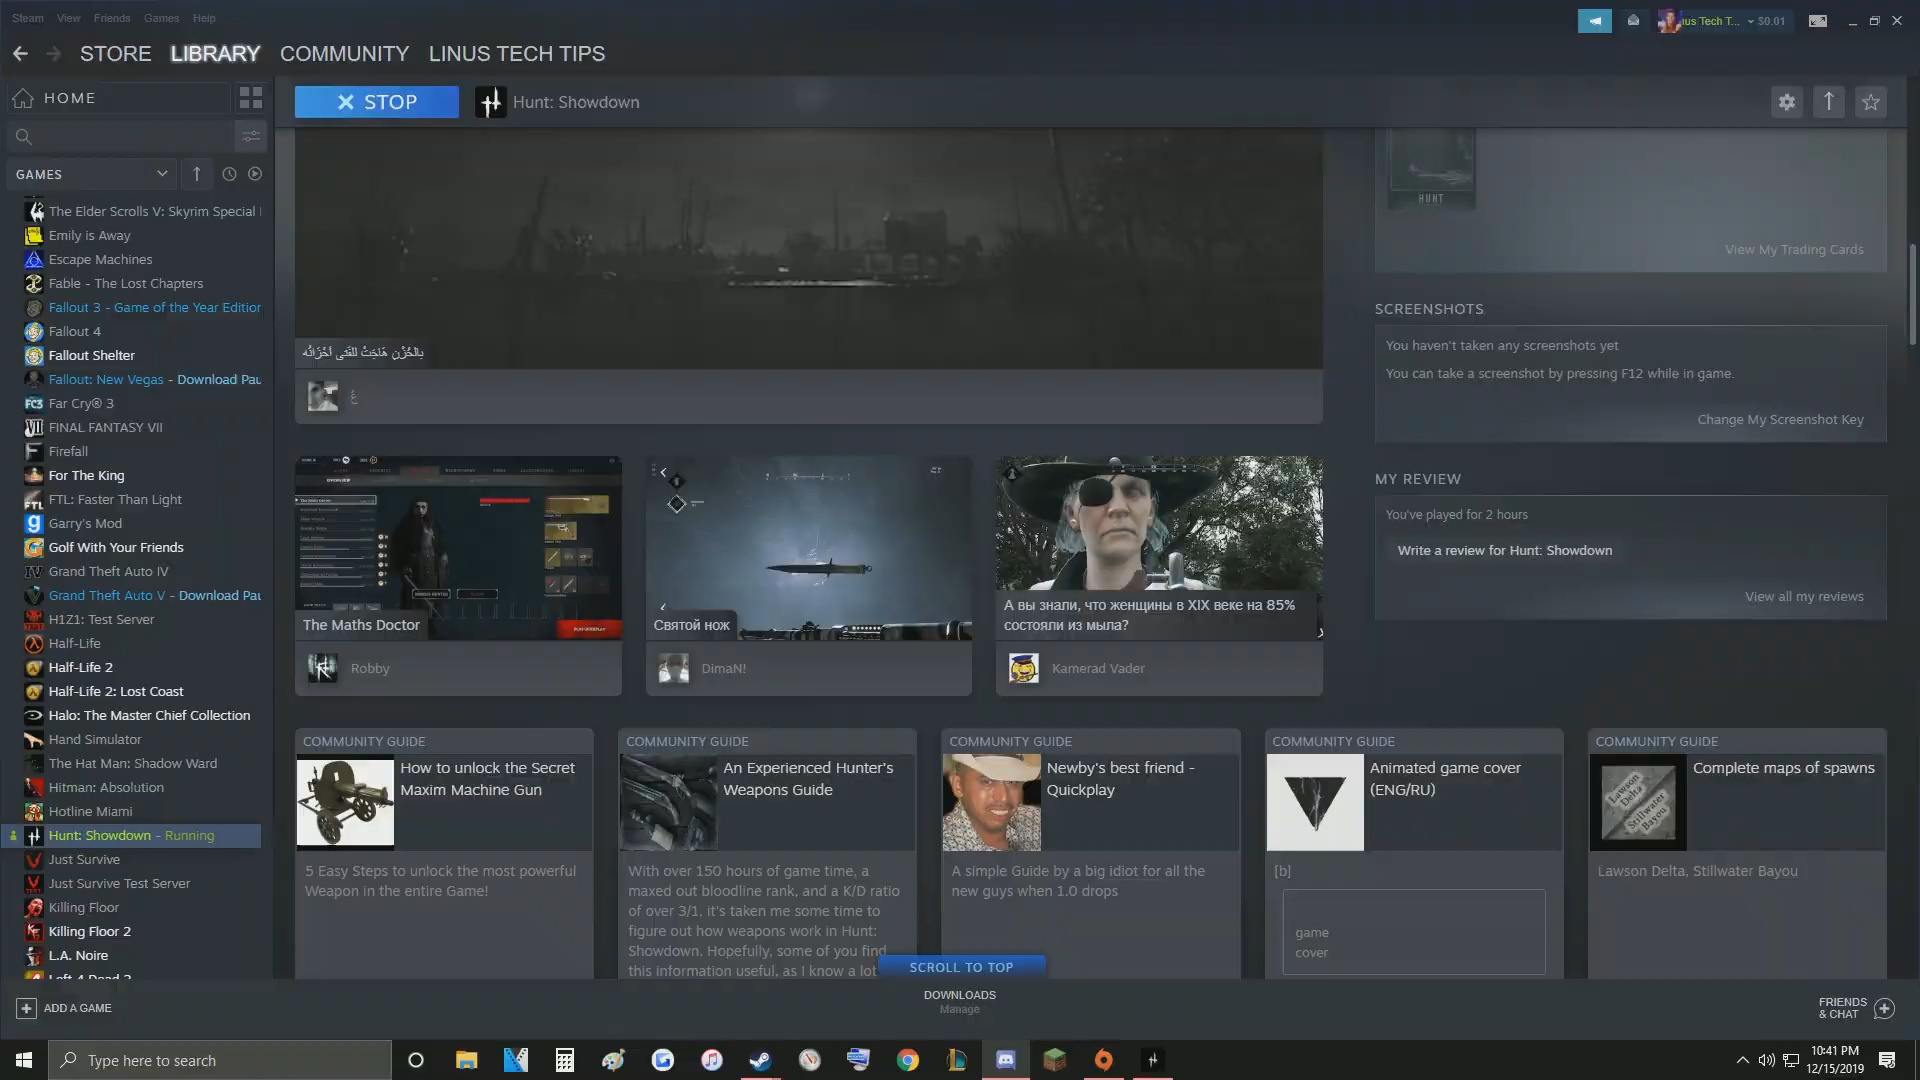 Steam View Friends Games Help
Linus Tech T... $0.01
STORE LIBRARY COMMUNITY LINUS TECH TIPS
HOME
STOP
Hunt: Showdown
GAMES
The Elder Scrolls V: Skyrim Special
Emily is Away
Escape Machines
Fable - The Lost Chapters
Fallout 3 - Game of the Year Edition
Fallout 4
Fallout Shelter
Fallout: New Vegas - Download Pau
Far Cry® 3
FINAL FANTASY VII
Firefall
For The King
FTL: Faster Than Light
Garry's Mod
Golf With Your Friends
Grand Theft Auto IV
Grand Theft Auto V - Download Pau
H1Z1: Test Server
Half-Life
Half-Life 2
Half-Life 2: Lost Coast
Halo: The Master Chief Collection
Hand Simulator
The Hat Man: Shadow Ward
Hitman: Absolution
Hotline Miami
Hunt: Showdown - Running
Just Survive
Just Survive Test Server
Killing Floor
Killing Floor 2
L.A. Noire
Left 4 Dead 2
ADD A GAME
HUNT
View My Trading Cards
SCREENSHOTS
You haven't taken any screenshots yet
You can take a screenshot by pressing F12 while in game.
Change My Screenshot Key
MY REVIEW
You've played for 2 hours
Write a review for Hunt: Showdown
View all my reviews
The Maths Doctor
Robby
Святой нож
DimaN!
А вы знали, что женщины в XIX веке на 85%
состояли из мыла?
Kamerad Vader
COMMUNITY GUIDE
How to unlock the Secret
Maxim Machine Gun
5 Easy Steps to unlock the most powerful
Weapon in the entire Game!
COMMUNITY GUIDE
An Experienced Hunter's
Weapons Guide
With over 150 hours of game time, a
maxed out bloodline rank, and a K/D ratio
of over 3/1, it's taken me some time to
figure out how weapons work in Hunt:
Showdown. Hopefully, some of you find
this information useful, as I know a lot
COMMUNITY GUIDE
Newby's best friend -
Quickplay
A simple Guide by a big idiot for all the
new guys when 1.0 drops
COMMUNITY GUIDE
Animated game cover
(ENG/RU)
[b]
game
cover
COMMUNITY GUIDE
Complete maps of spawns
Lawson Delta
Stillwater Bayou
Lawson Delta, Stillwater Bayou
SCROLL TO TOP
DOWNLOADS
Manage
FRIENDS
& CHAT
Type here to search
10:41 PM
12/15/2019